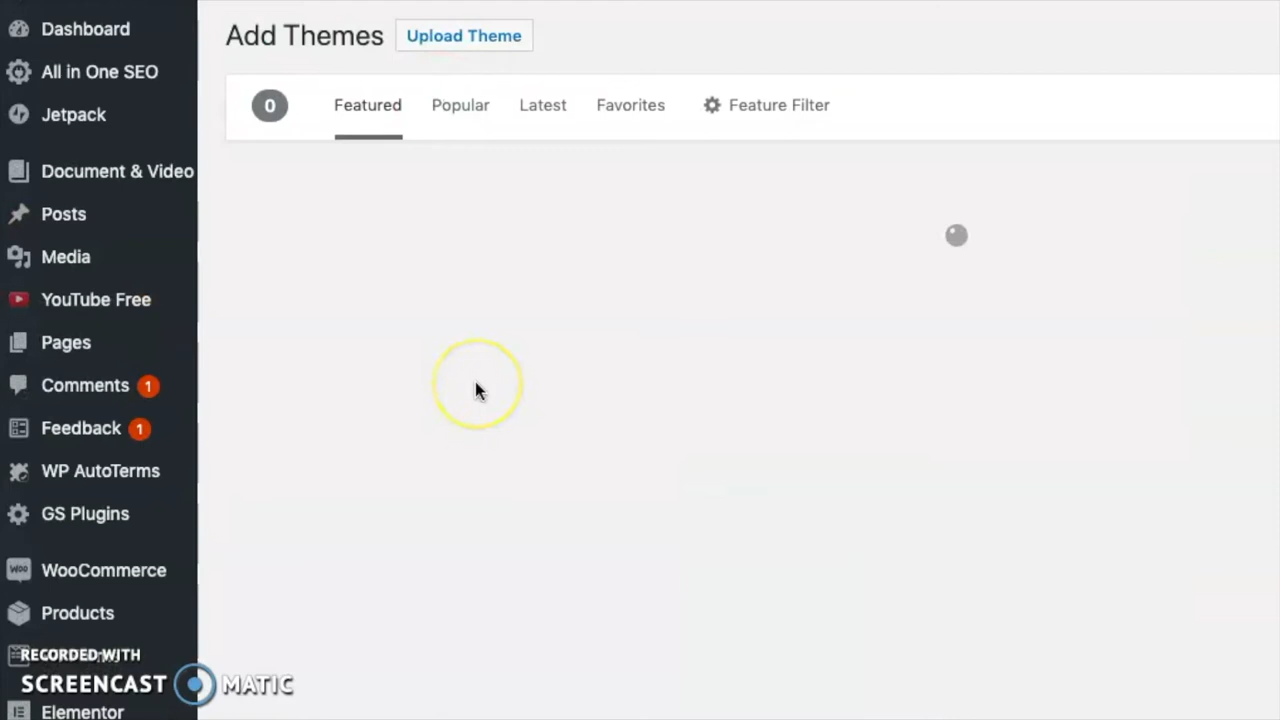 Dashboard
All in One SEO
Jetpack
Document & Video
Posts
Media
YouTube Free
Pages
Comments 1
Feedback 1
WP AutoTerms
GS Plugins
WooCommerce
Products
Elementor
Add Themes Upload Theme
0 Featured Popular Latest Favorites Feature Filter
RECORDED WITH
SCREENCAST MATIC